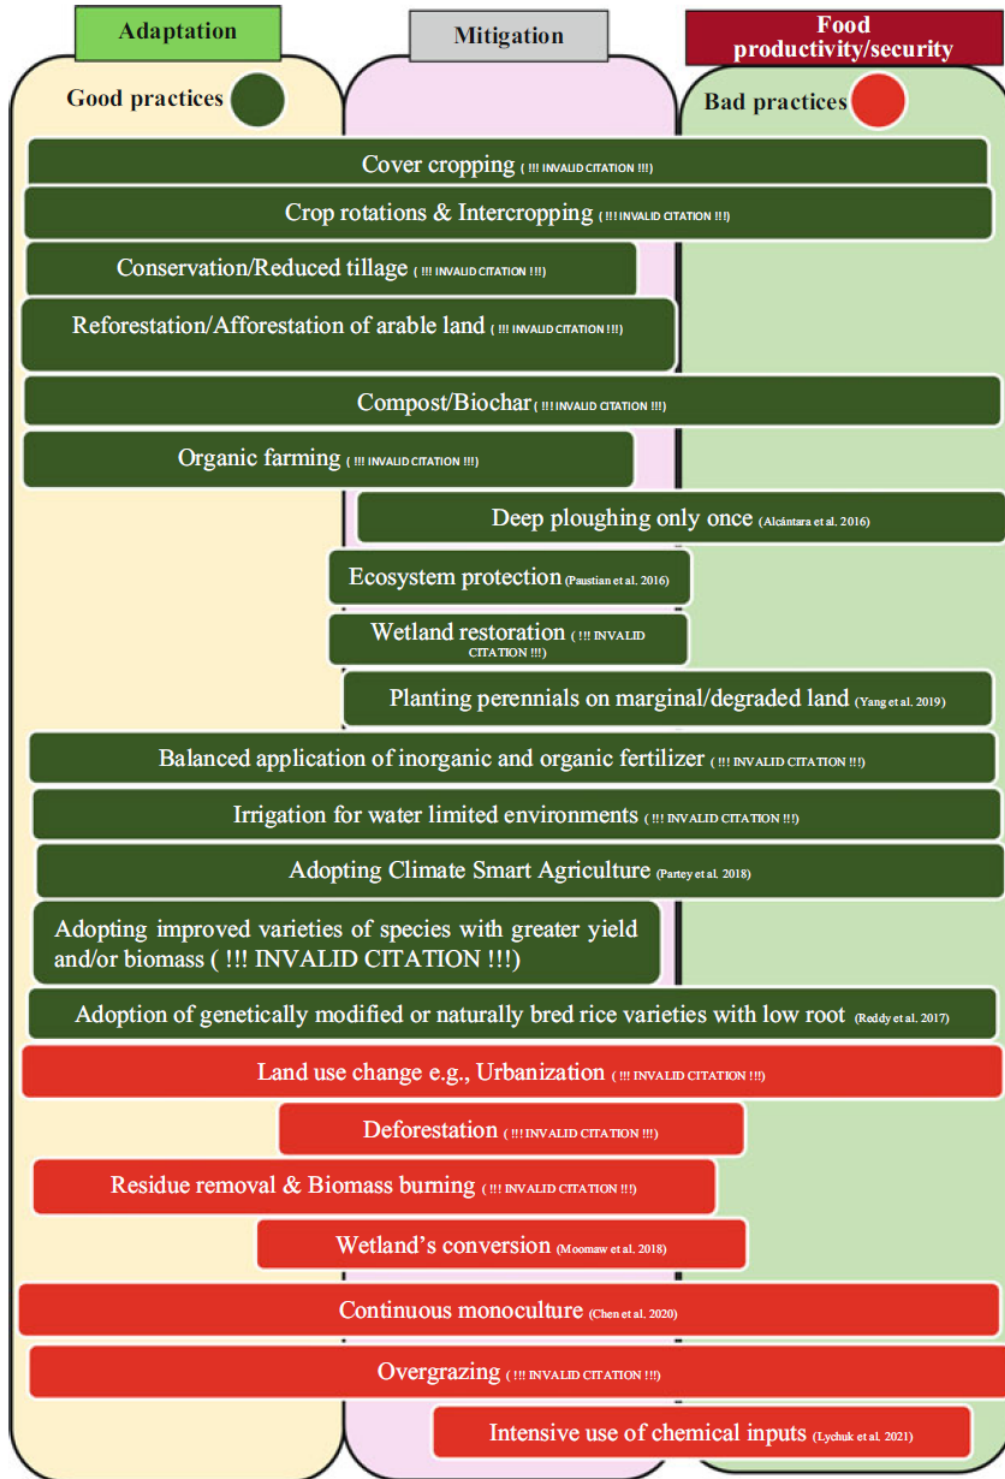 Adaptation
Mitigation
Food
productivity/security
Good practices
Bad practices
Cover cropping ( !!! INVALID CITATION !!!)
Crop rotations & Intercropping ( !!! INVALID CITATION !!!)
Conservation/Reduced tillage ( !!! INVALID CITATION !!!)
Reforestation/Afforestation of arable land ( !!! INVALID CITATION !!!)
Compost/Biochar ( !!! INVALID CITATION !!!)
Organic farming ( !!! INVALID CITATION !!!)
Deep ploughing only once (Alcántara et al. 2016)
Ecosystem protection (Paustian et al. 2016)
Wetland restoration ( !!! INVALID
CITATION !!!)
Planting perennials on marginal/degraded land (Yang et al. 2019)
Balanced application of inorganic and organic fertilizer ( !!! INVALID CITATION !!!)
Irrigation for water limited environments ( !!! INVALID CITATION !!!)
Adopting Climate Smart Agriculture (Partey et al. 2018)
Adopting improved varieties of species with greater yield
and/or biomass ( !!! INVALID CITATION !!!)
Adoption of genetically modified or naturally bred rice varieties with low root (Reddy et al. 2017)
Land use change e.g., Urbanization ( !!! INVALID CITATION !!!)
Deforestation ( !!! INVALID CITATION !!!)
Residue removal & Biomass burning ( !!! INVALID CITATION !!!)
Wetland’s conversion (Moomaw et al. 2018)
Continuous monoculture (Chen et al. 2020)
Overgrazing ( !!! INVALID CITATION !!!)
Intensive use of chemical inputs (Lychuk et al. 2021)